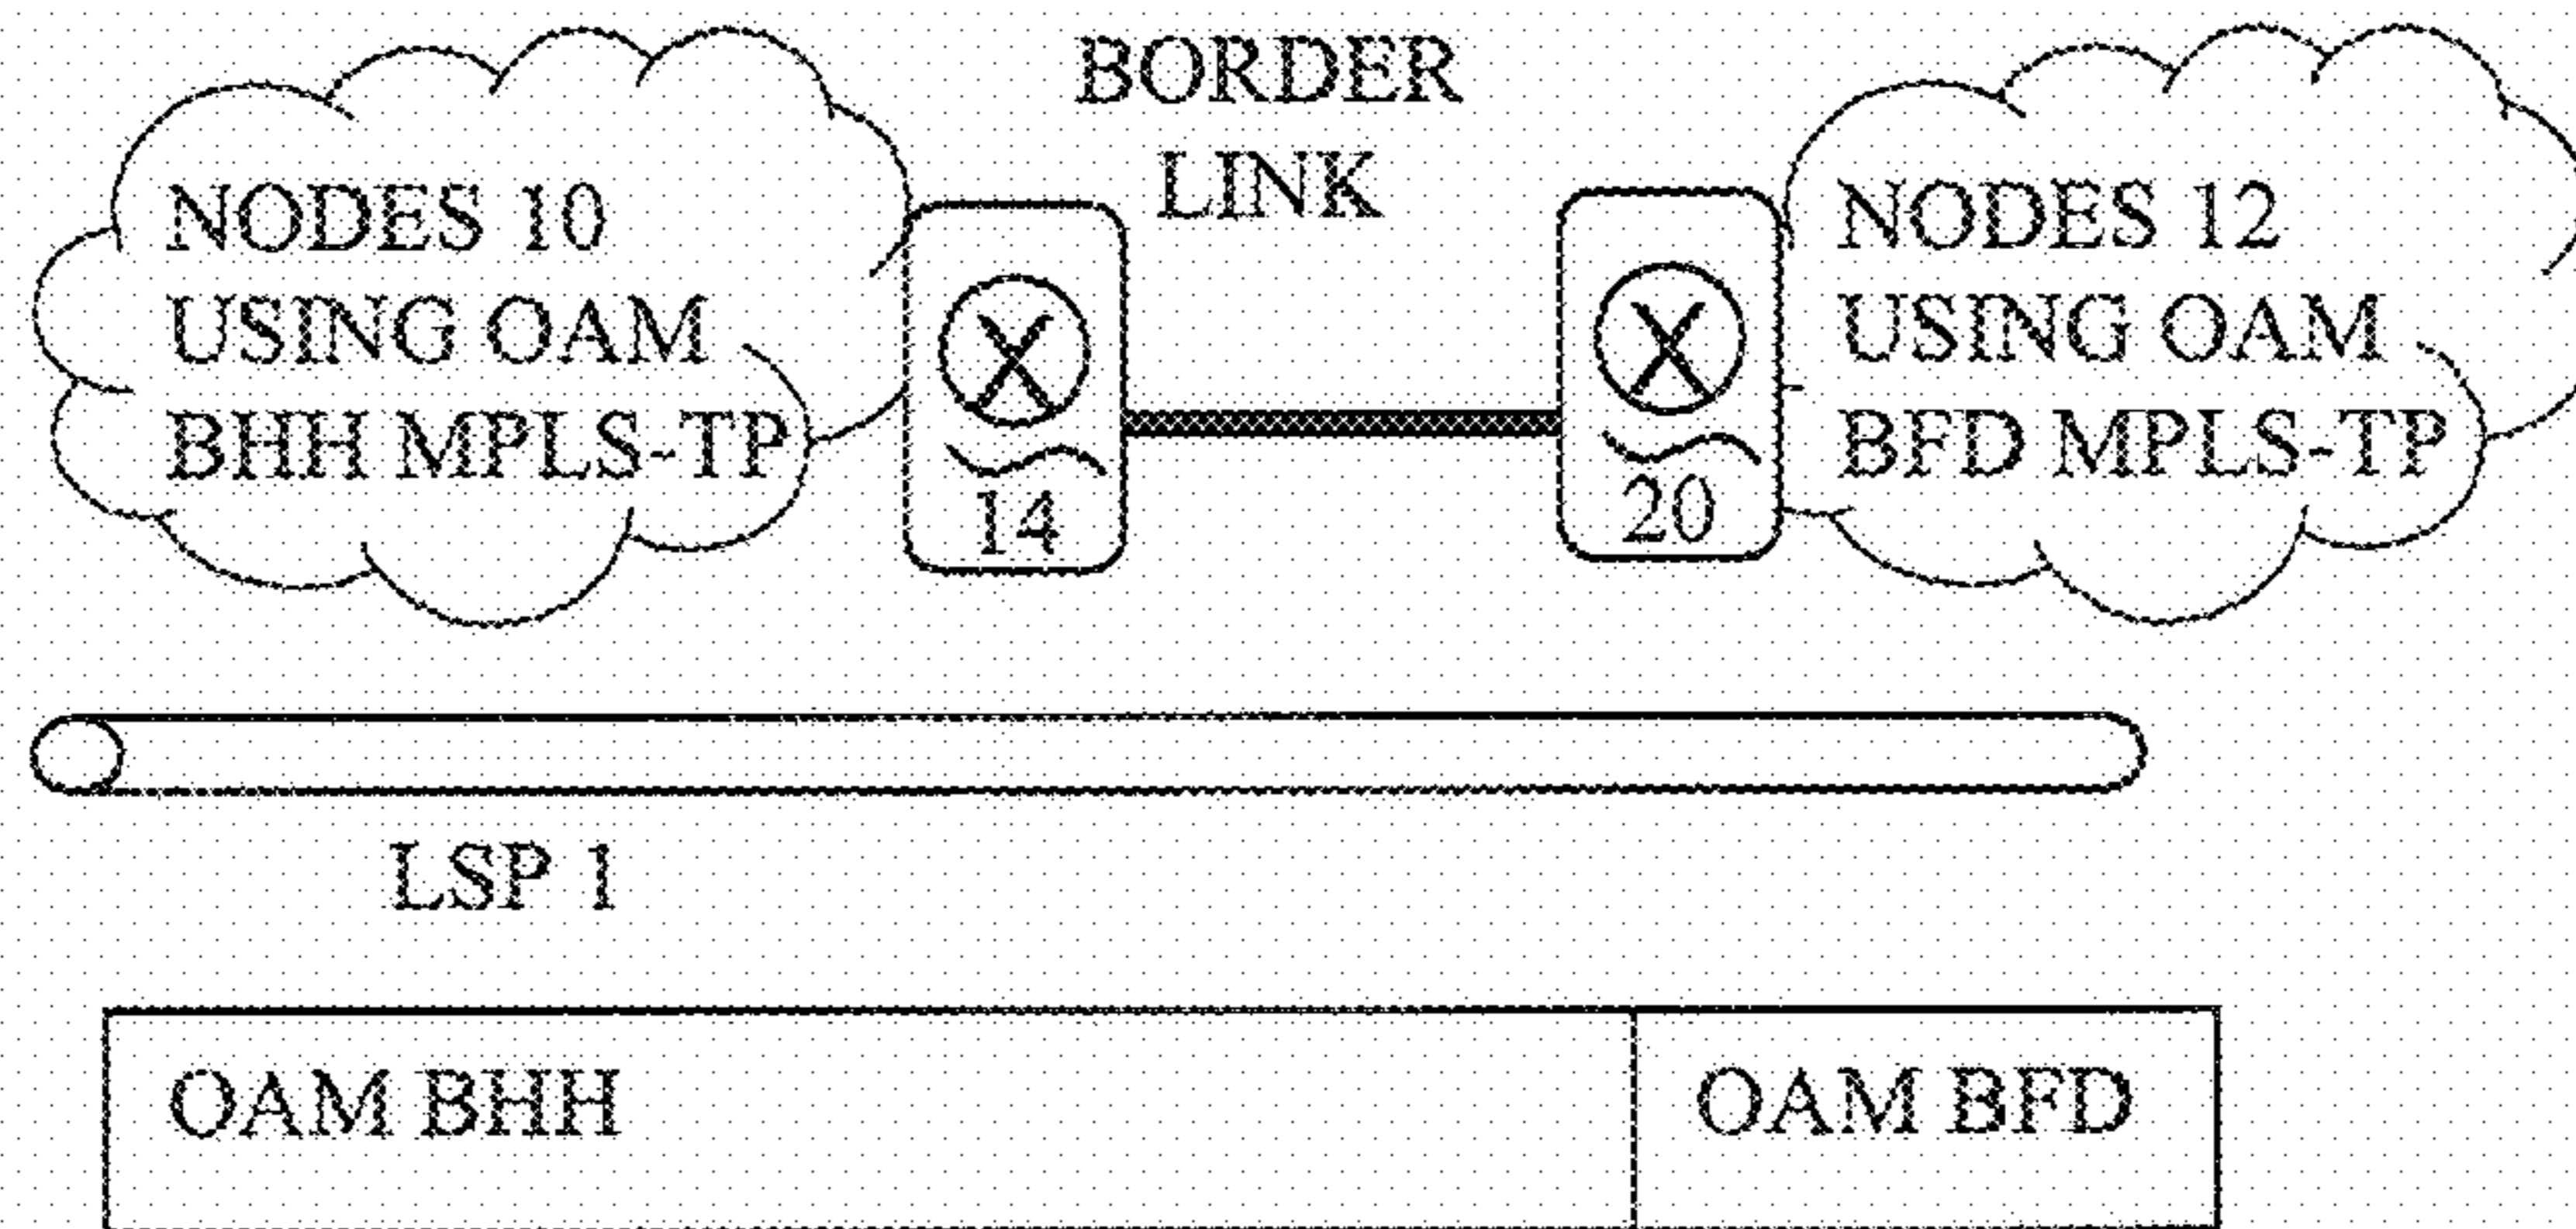 BORDER
LINK
NODES 10
USING OAM
BHH MPLS-TP
14
20
NODES 12
USING OAM
BFD MPLS-TP
LSP 1
OAM BHH
OAM BFD